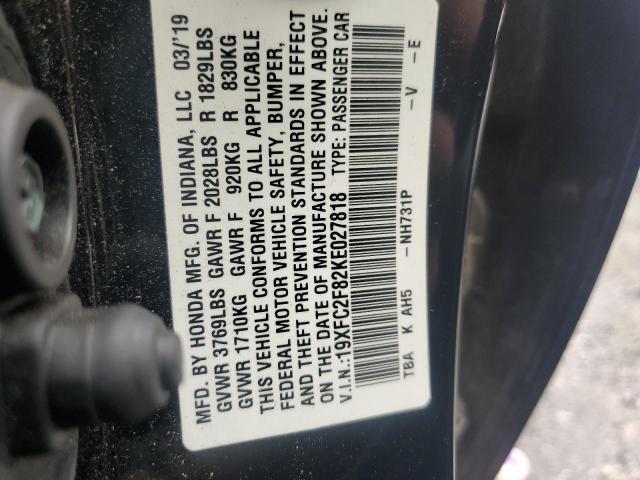 MFD. BY HONDA MFG. OF INDIANA, LLC 03/'19
GVWR 3769LBS GAWR F 2028LBS R 1829LBS
GVWR 1710KG GAWR F 920KG R 830KG
THIS VEHICLE CONFORMS TO ALL APPLICABLE
FEDERAL MOTOR VEHICLE SAFETY, BUMPER,
AND THEFT PREVENTION STANDARDS IN EFFECT
ON THE DATE OF MANUFACTURE SHOWN ABOVE.
V.I.N.:19XFC2F82KE027818 TYPE: PASSENGER CAR
TBA K AH5 -NH731P -V -E